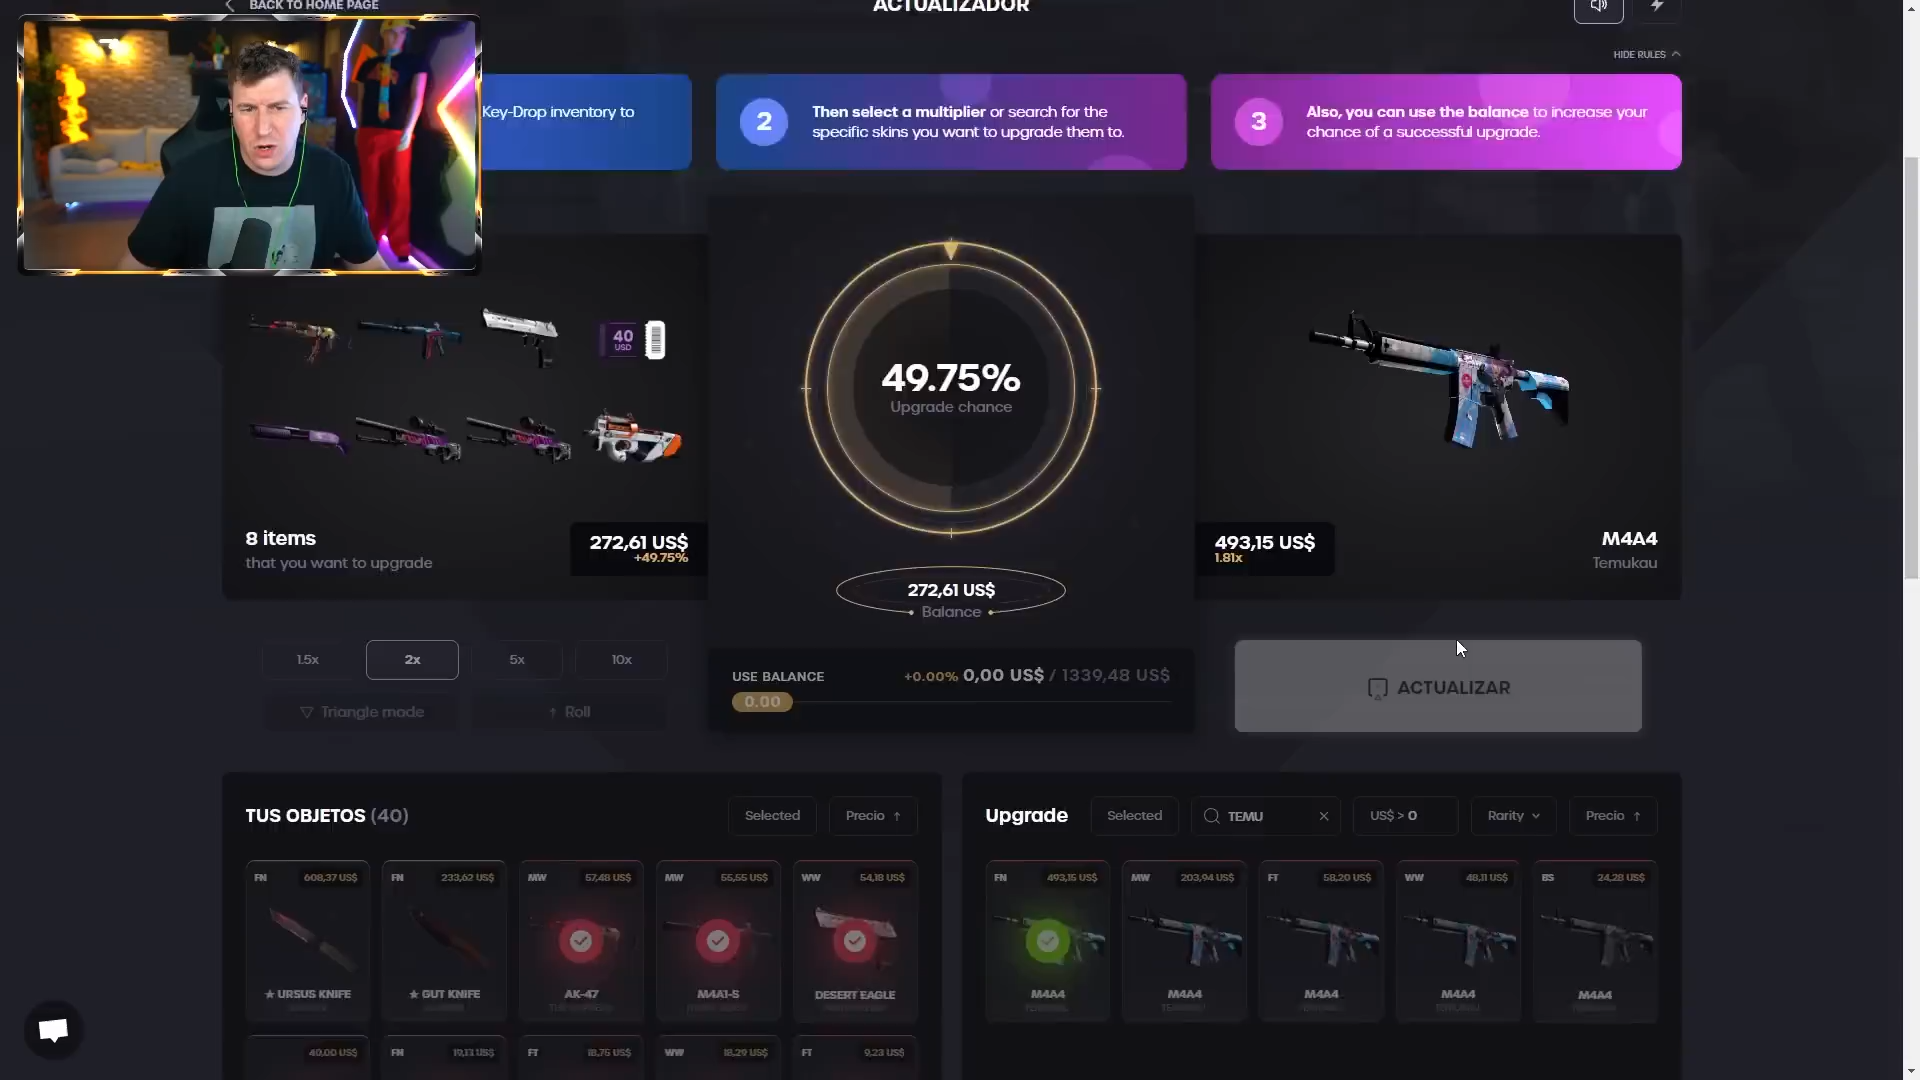 BACK TO HOME PAGE
ACTUALIZADOR
HIDE RULES
Key-Drop inventory to
2
Then select a multiplier or search for the
specific skins you want to upgrade them to.
3
Also, you can use the balance to increase your
chance of a successful upgrade.
40
USD
49.75%
Upgrade chance
8 items
that you want to upgrade
272,61 US$
+49.75%
493,15 US$
1.81x
M4A4
Temukau
272,61 US$
Balance
1.5x
2x
5x
10x
Triangle mode
Roll
USE BALANCE
+0.00% 0,00 US$ / 1339,48 US$
0.00
ACTUALIZAR
TUS OBJETOS (40)
Selected
Precio ↑
Upgrade
Selected
TEMU
US$ > 0
Rarity
Precio ↑
FN 608,37 US$
FN 233,62 US$
MW 57,48 US$
MW 55,55 US$
WW 54,18 US$
FN 493,15 US$
MW 203,94 US$
FT 58,20 US$
WW 48,11 US$
BS 24,28 US$
★ URSUS KNIFE
★ GUT KNIFE
AK-47
M4A1-S
DESERT EAGLE
M4A4
M4A4
M4A4
M4A4
M4A4
40,00 US$
FN 19,13 US$
FT 18,75 US$
WW 18,29 US$
FT 9,23 US$